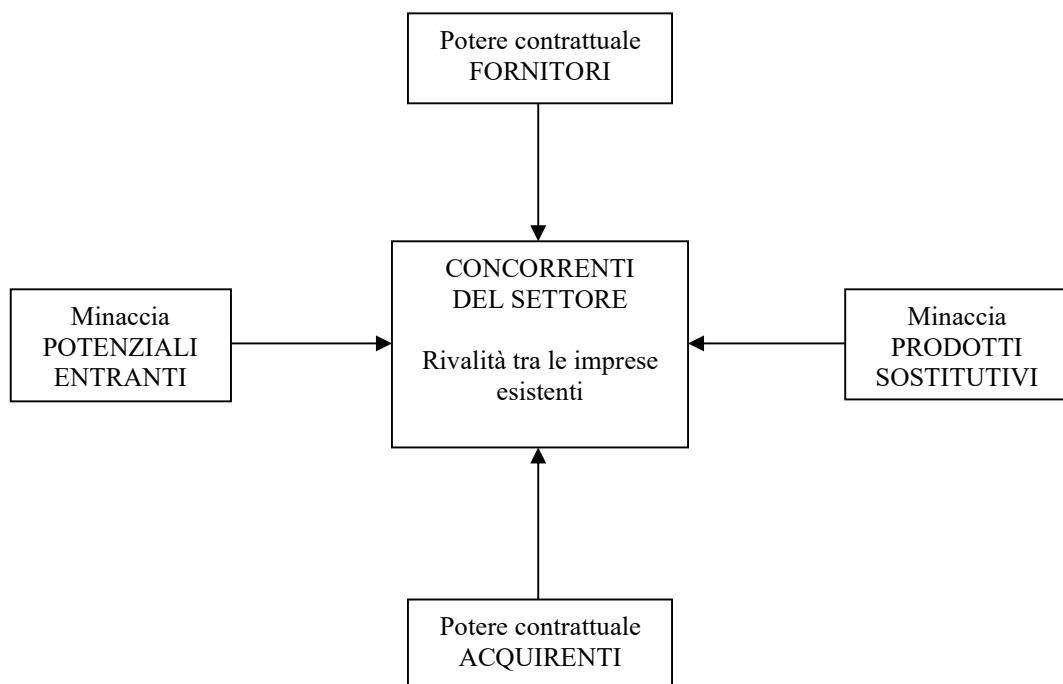 Potere contrattuale
FORNITORI
CONCORRENTI
DEL SETTORE
Rivalità tra le imprese
esistenti
Minaccia
POTENZIALI
ENTRANTI
Minaccia
PRODOTTI
SOSTITUTIVI
Potere contrattuale
ACQUIRENTI